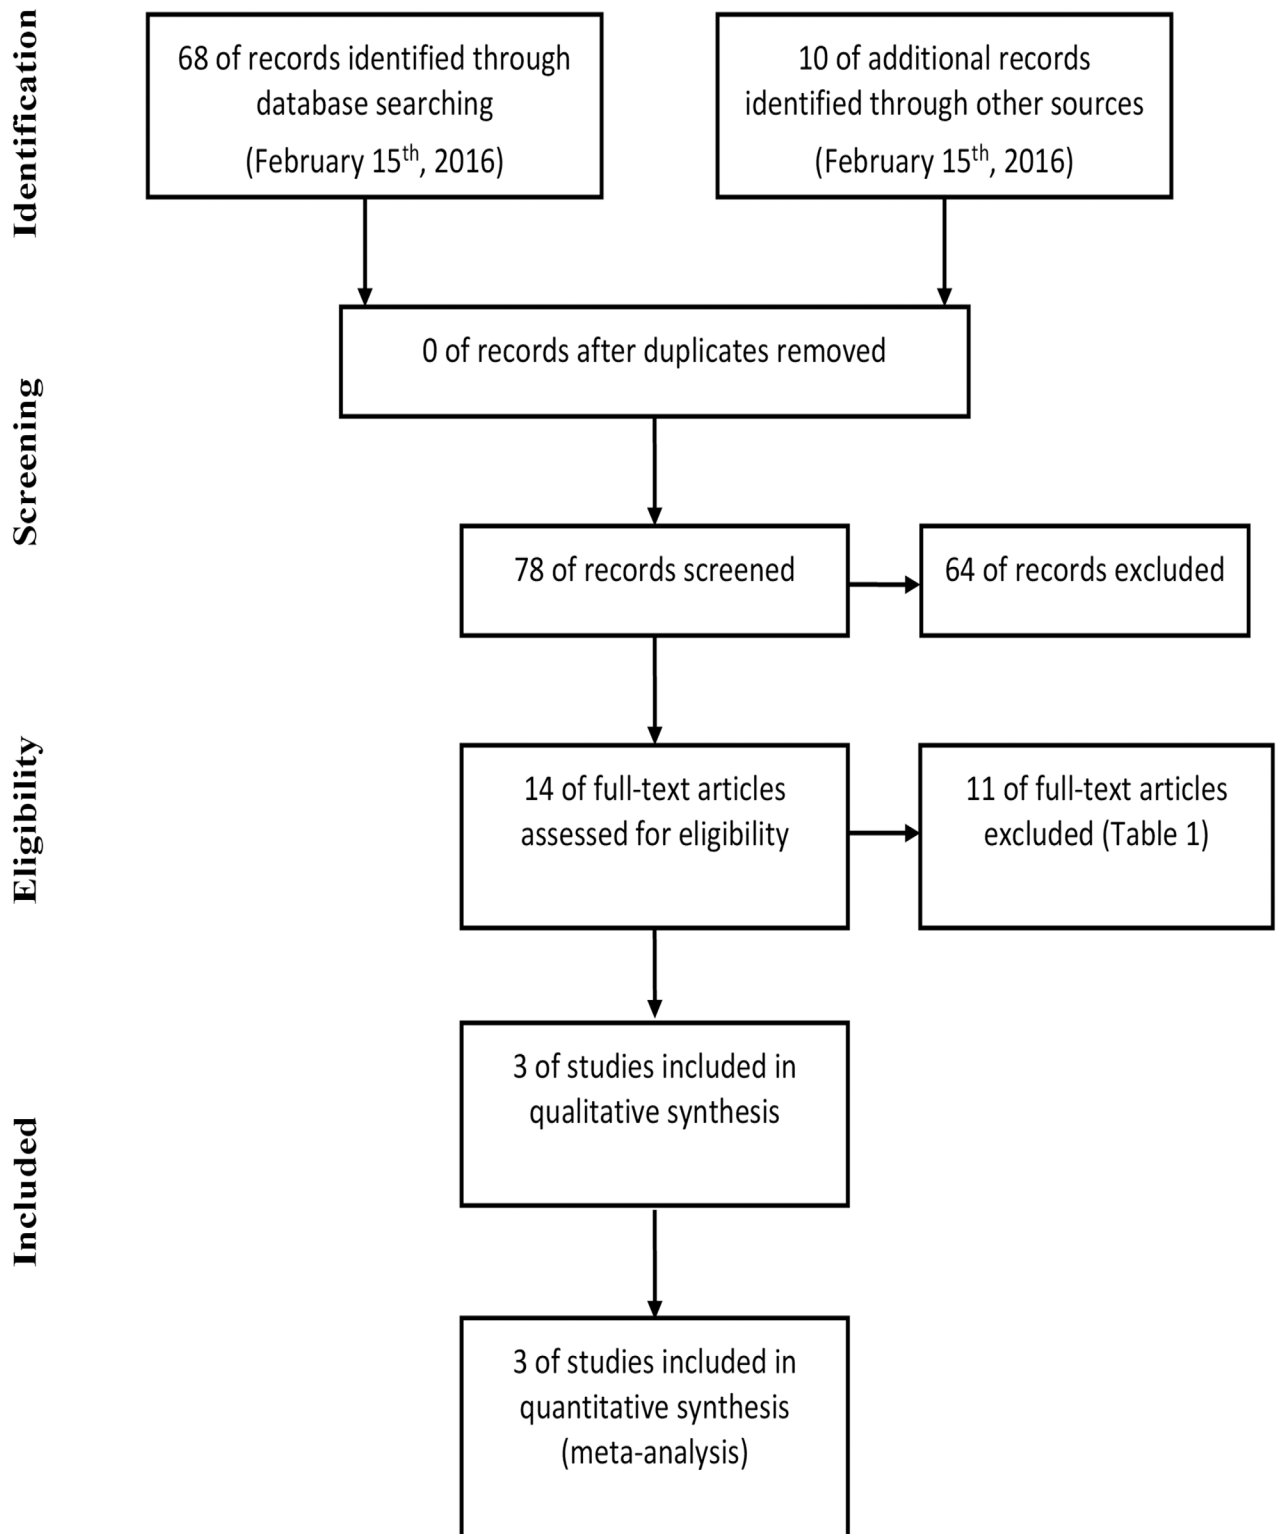 Identification
68 of records identified through
database searching
(February 15th, 2016)
10 of additional records
identified through other sources
(February 15th, 2016)
Screening
0 of records after duplicates removed
78 of records screened
64 of records excluded
Eligibility
14 of full-text articles
assessed for eligibility
11 of full-text articles
excluded (Table 1)
Included
3 of studies included in
qualitative synthesis
3 of studies included in
quantitative synthesis
(meta-analysis)